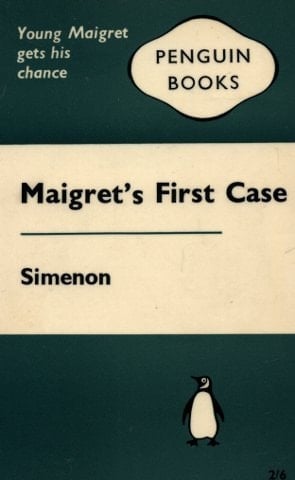 Young Maigret
gets his
chance
PENGUIN
BOOKS
Maigret's First Case
Simenon
2/6